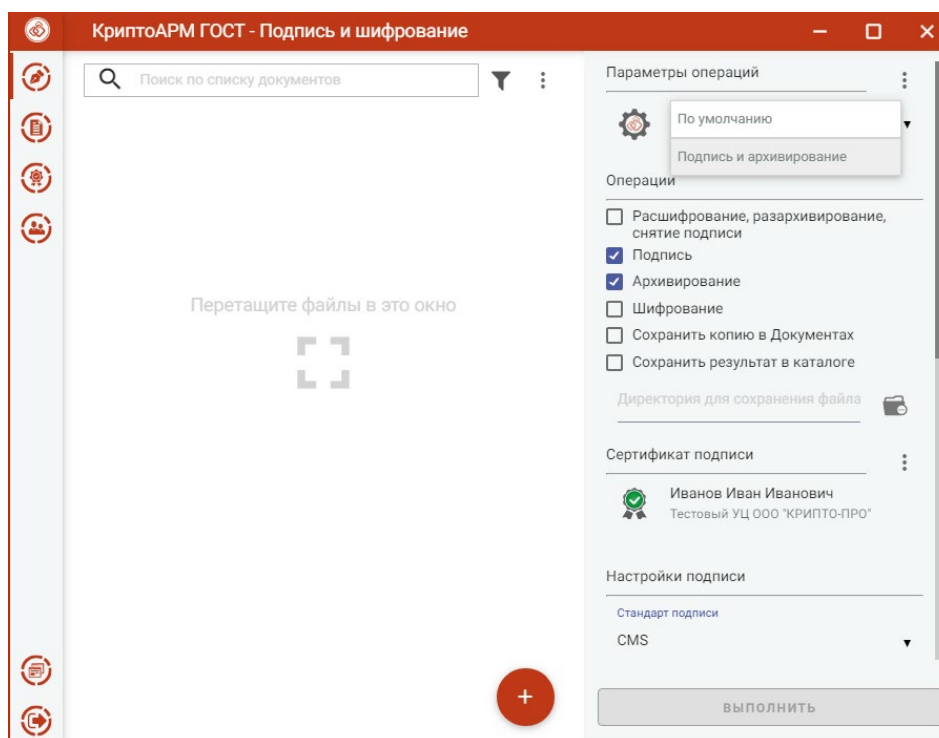 КриптоАРМ ГОСТ - Подпись и шифрование
Поиск по списку документов
Перетащите файлы в это окно
Параметры операций
По умолчанию
Подпись и архивирование
Операции
Расшифрование, разархивирование,
снятие подписи
Подпись
Архивирование
Шифрование
Сохранить копию в Документах
Сохранить результат в каталоге
Директория для сохранения файла
Сертификат подписи
Иванов Иван Иванович
Тестовый УЦ ООО "КРИПТО-ПРО"
Настройки подписи
Стандарт подписи
CMS
ВЫПОЛНИТЬ